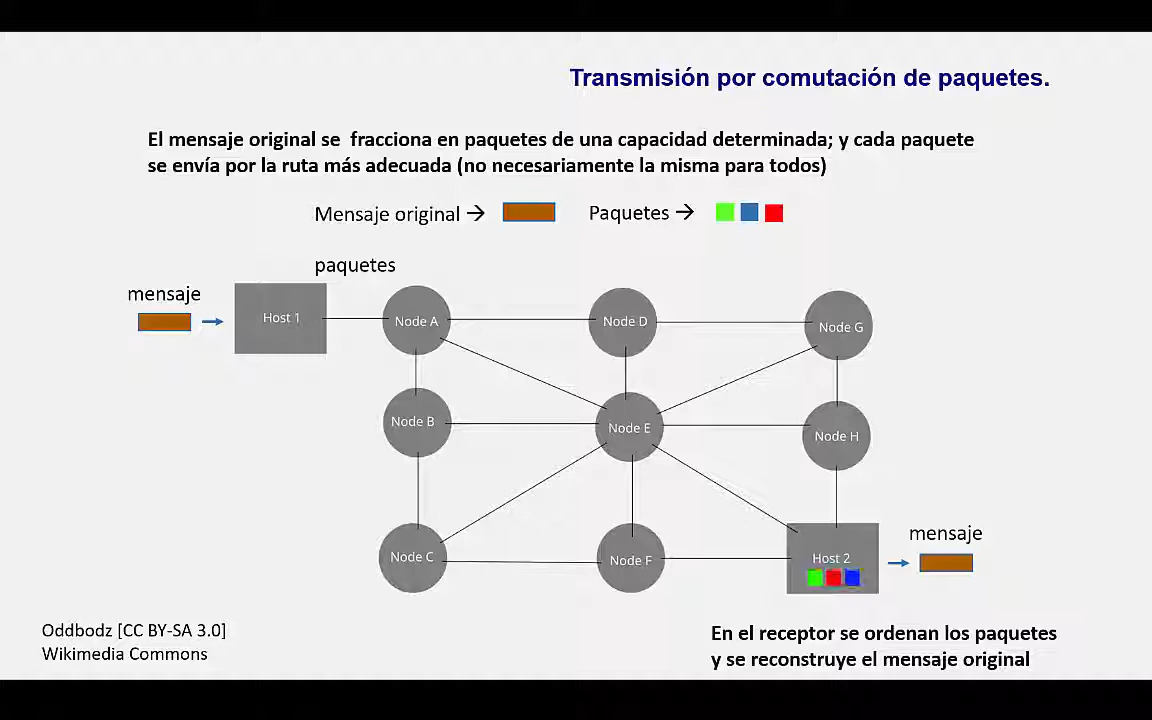 Transmisión por comutación de paquetes.
El mensaje original se fracciona en paquetes de una capacidad determinada; y cada paquete
se envía por la ruta más adecuada (no necesariamente la misma para todos)
Mensaje original → Paquetes →
paquetes
mensaje
Host 1
Node A
Node D
Node G
Node B
Node E
Node H
Node C
Node F
Host 2
mensaje
Oddbodz [CC BY-SA 3.0]
Wikimedia Commons
En el receptor se ordenan los paquetes
y se reconstruye el mensaje original